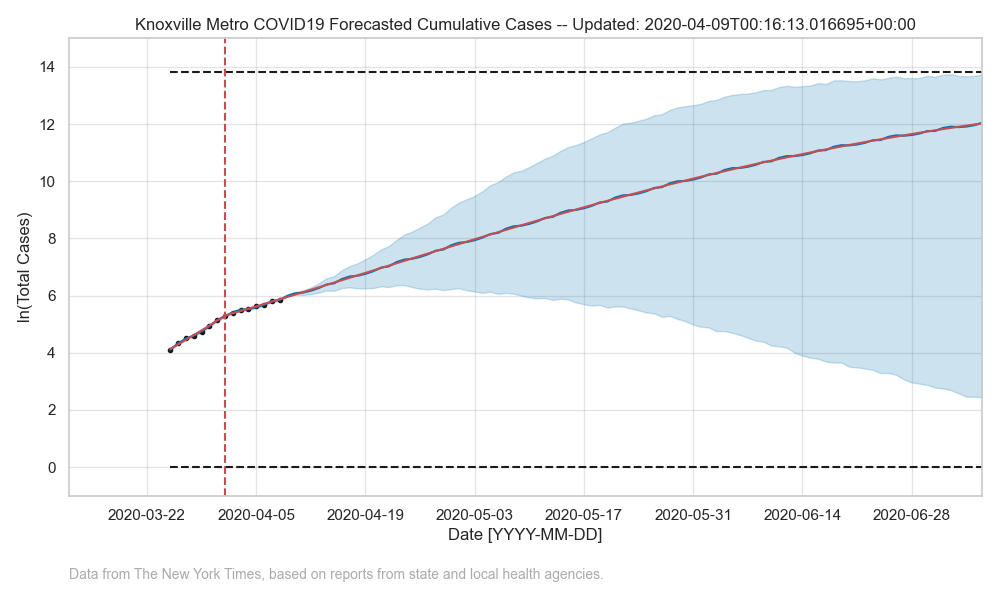 Knoxville Metro COVID19 Forecasted Cumulative Cases -- Updated: 2020-04-09T00:16:13.016695+00:00
14
12
10
8
6
4
2
0
ln(Total Cases)
2020-03-22 2020-04-05 2020-04-19 2020-05-03 2020-05-17 2020-05-31 2020-06-14 2020-06-28
Date [YYYY-MM-DD]
Data from The New York Times, based on reports from state and local health agencies.